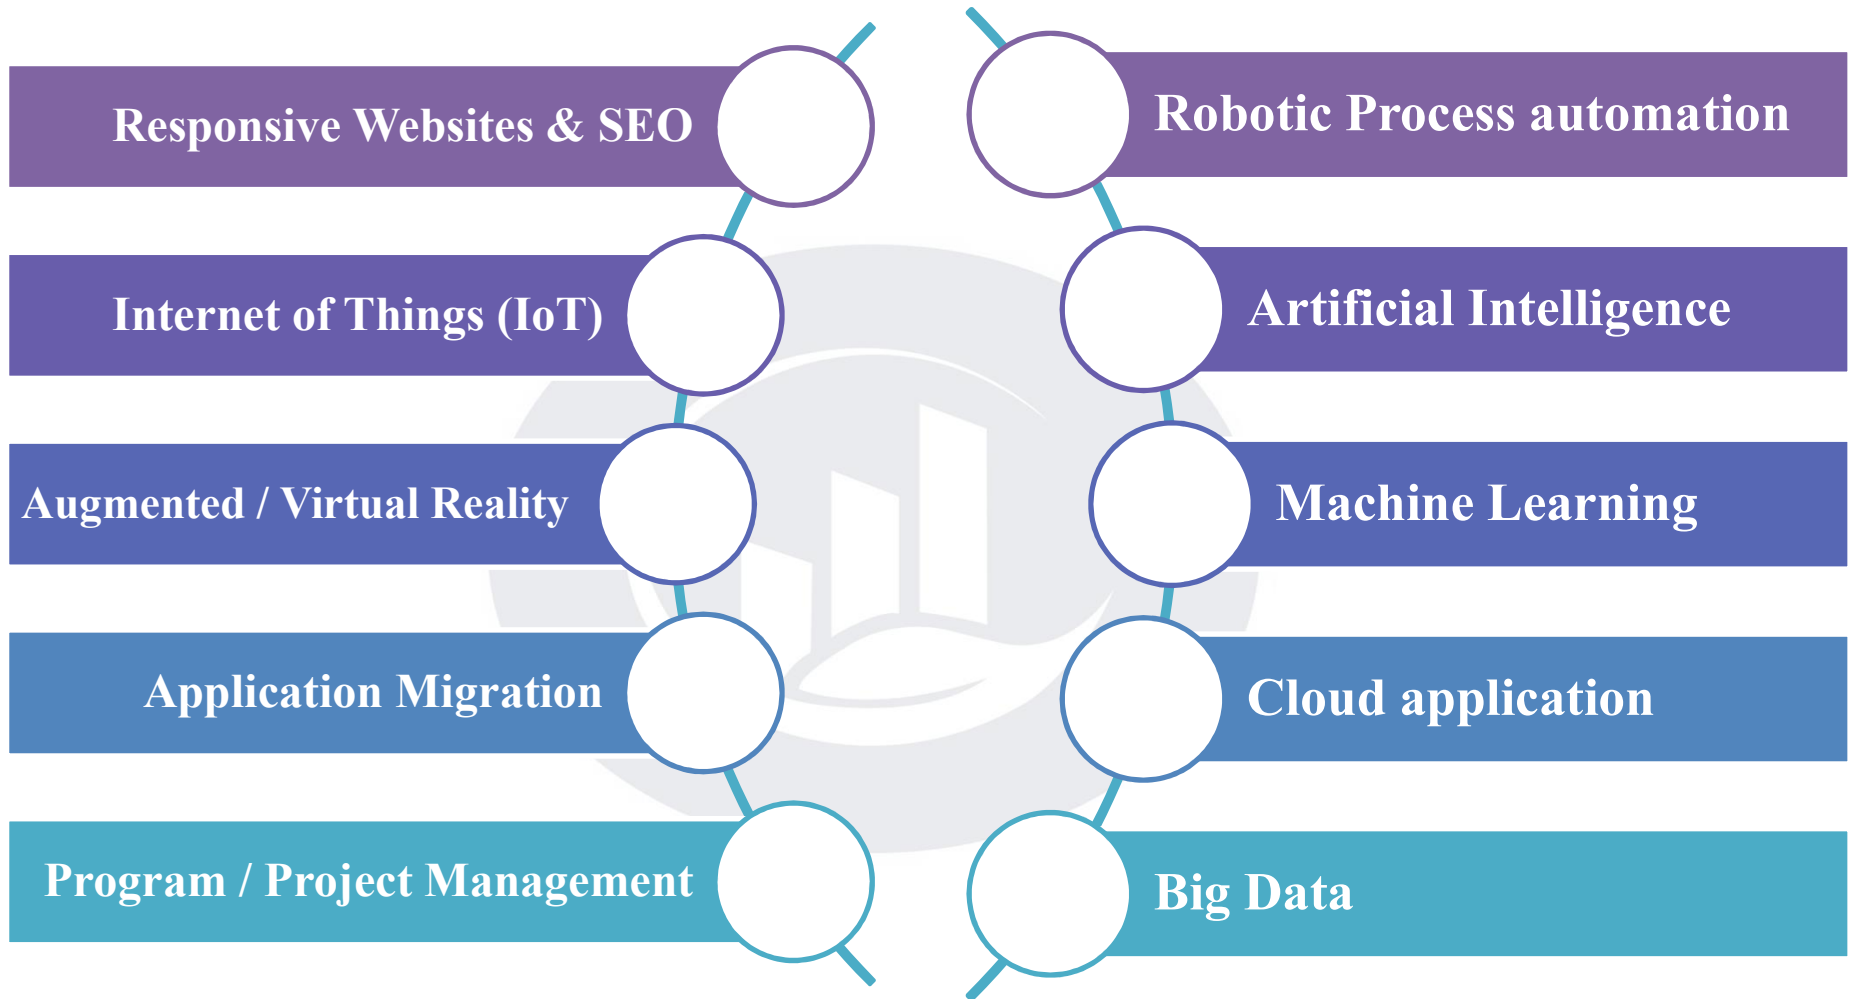 Responsive Websites & SEO
Internet of Things (IoT)
Augmented / Virtual Reality
Application Migration
Program / Project Management
Robotic Process automation
Artificial Intelligence
Machine Learning
Cloud application
Big Data